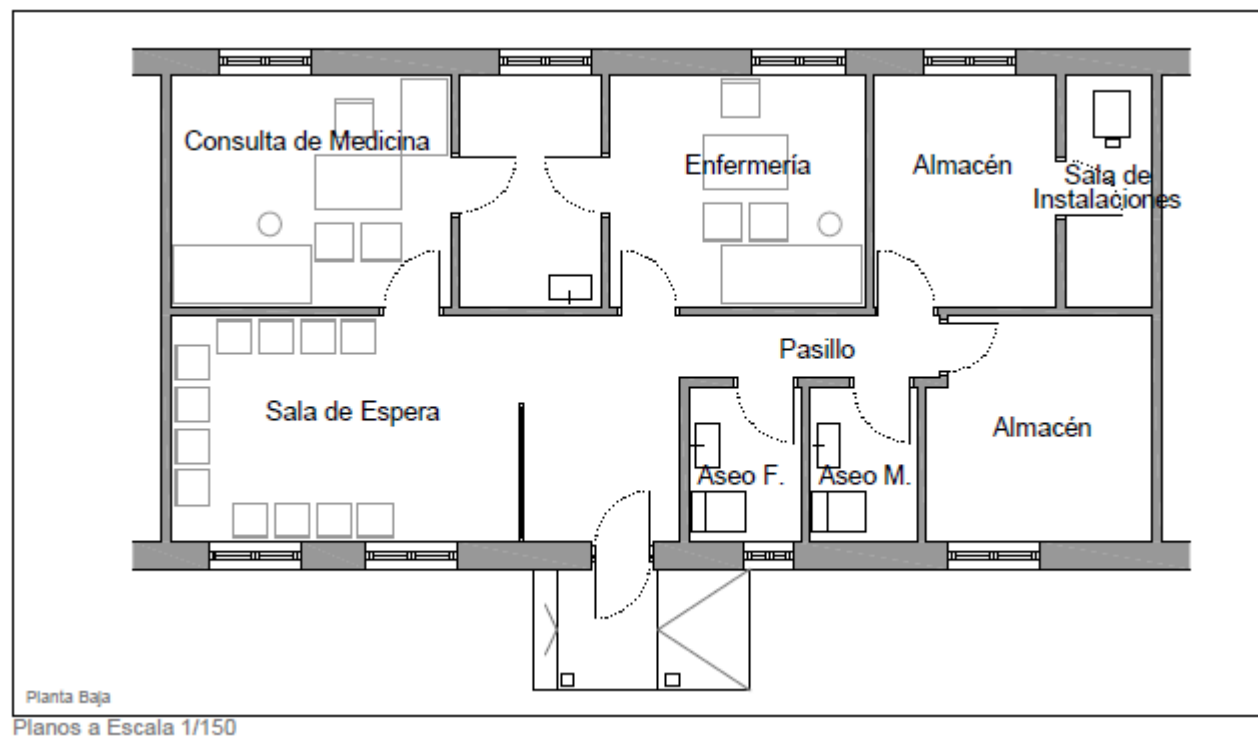 Consulta de Medicina
Enfermería
Almacén
Sala de
Instalaciones
Pasillo
Sala de Espera
Almacén
Aseo F.
Aseo M.
Planta Baja
Planos a Escala 1/150